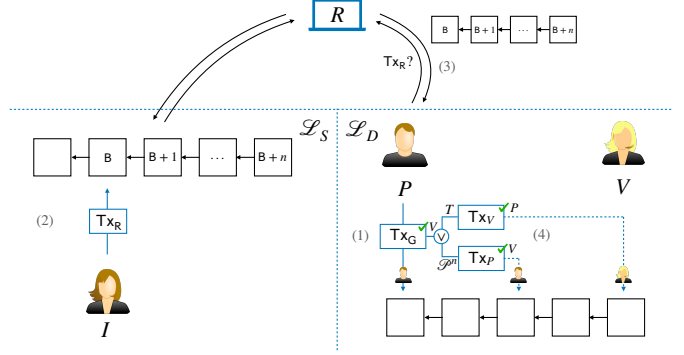 R
B B+1 ... B+n
Tx_R?
(3)
ℒ_S ℒ_D
B B+1 ... B+n
P V
(2) Tx_R
(1) Tx_G V ∨ T Tx_V P
(4)
𝒫^n Tx_P V
I